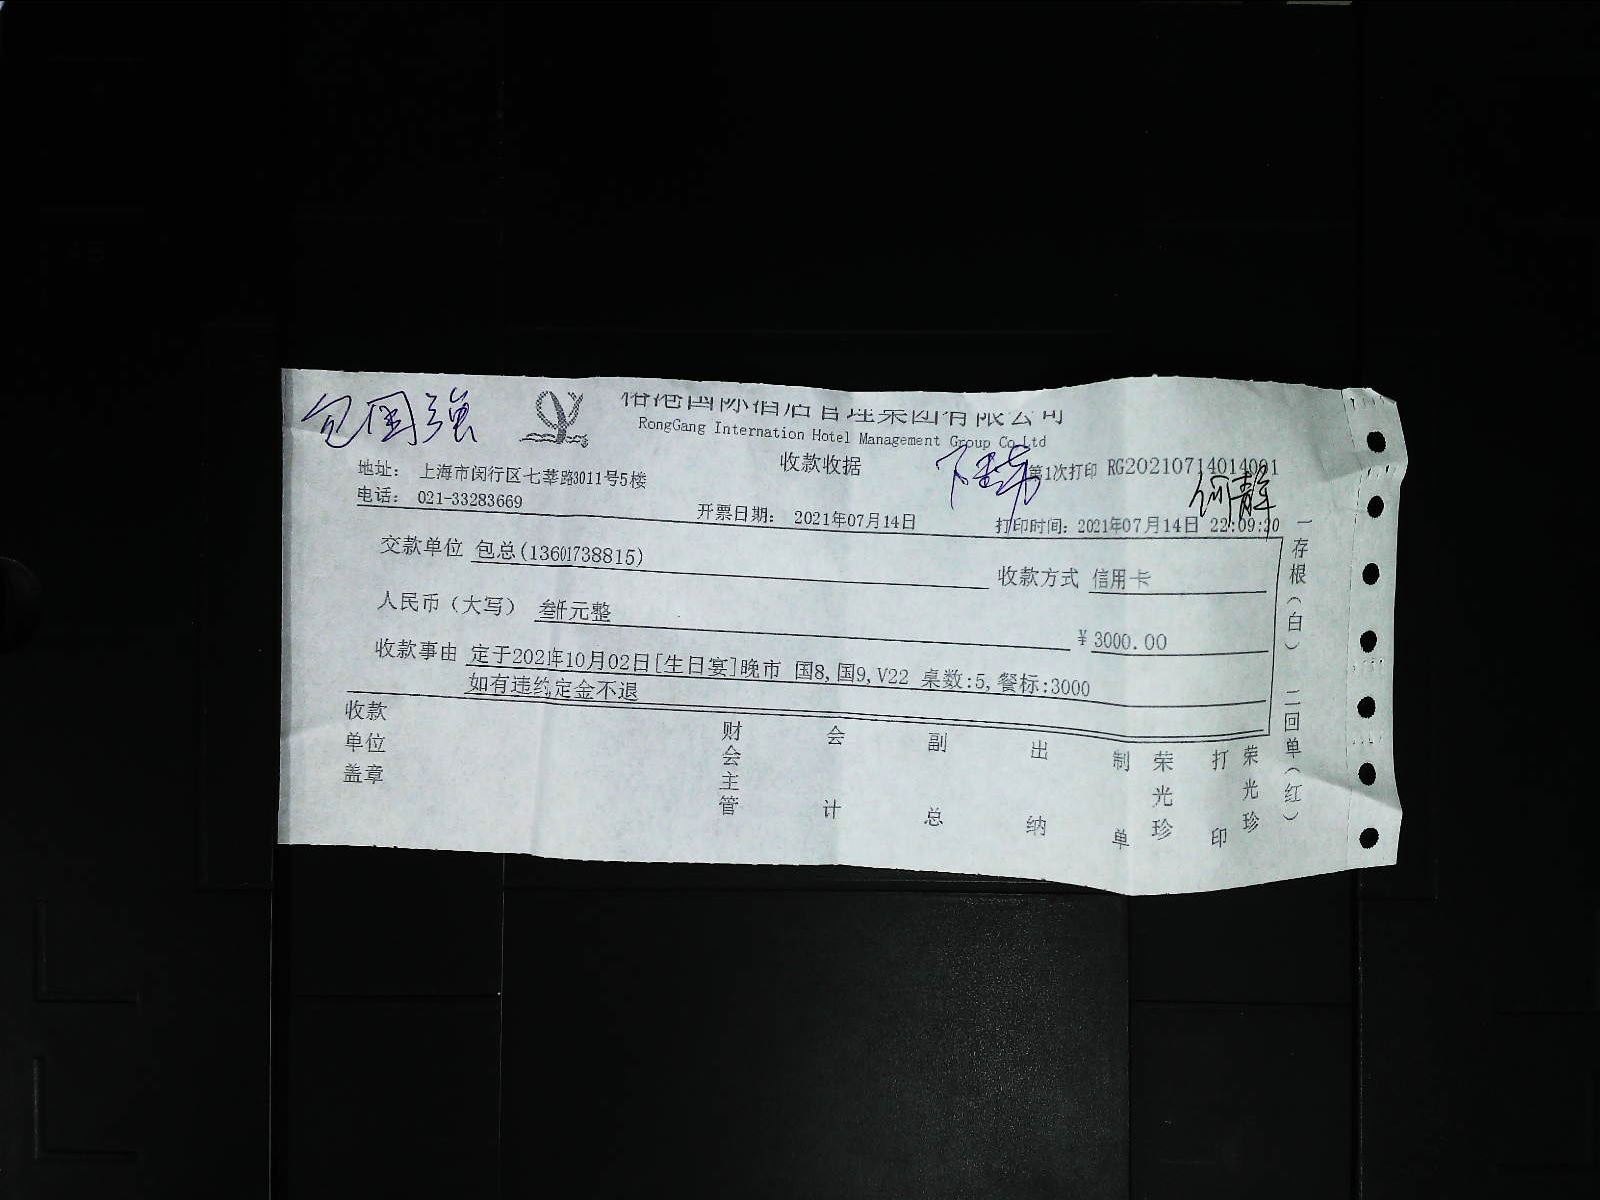 包国强
国际酒店管理集团有限公司
RongGang Internation Hotel Management Group Co Ltd
收款收据
第1次打印 RG20210714014001
何静
地址： 上海市闵行区七莘路3011号5楼
电话： 021-33283669
开票日期： 2021年07月14日
打印时间：2021年07月14日 22:09:20
交款单位 包总(13601738815)
收款方式 信用卡
人民币（大写） 叁仟元整
¥3000.00
收款事由 定于2021年10月02日[生日宴]晚市 国8,国9,V22 桌数:5,餐标:3000
如有违约定金不退
收款单位盖章
财会主管
会计
副总
出纳
制单
荣光珍
打印
荣光珍
一存根（白） 二回单（红）